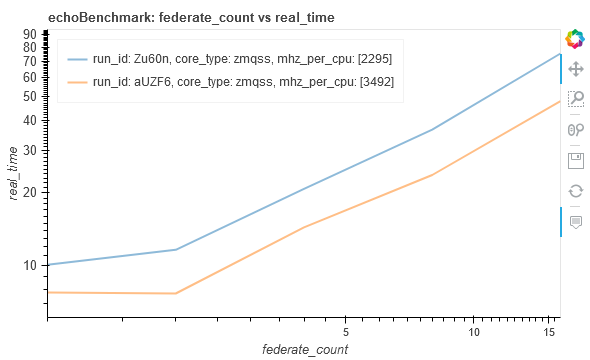 echoBenchmark: federate_count vs real_time
run_id: Zu60n, core_type: zmqss, mhz_per_cpu: [2295]
run_id: aUZF6, core_type: zmqss, mhz_per_cpu: [3492]
90
80
70
60
50
40
30
20
10
real_time
5
10
15
federate_count